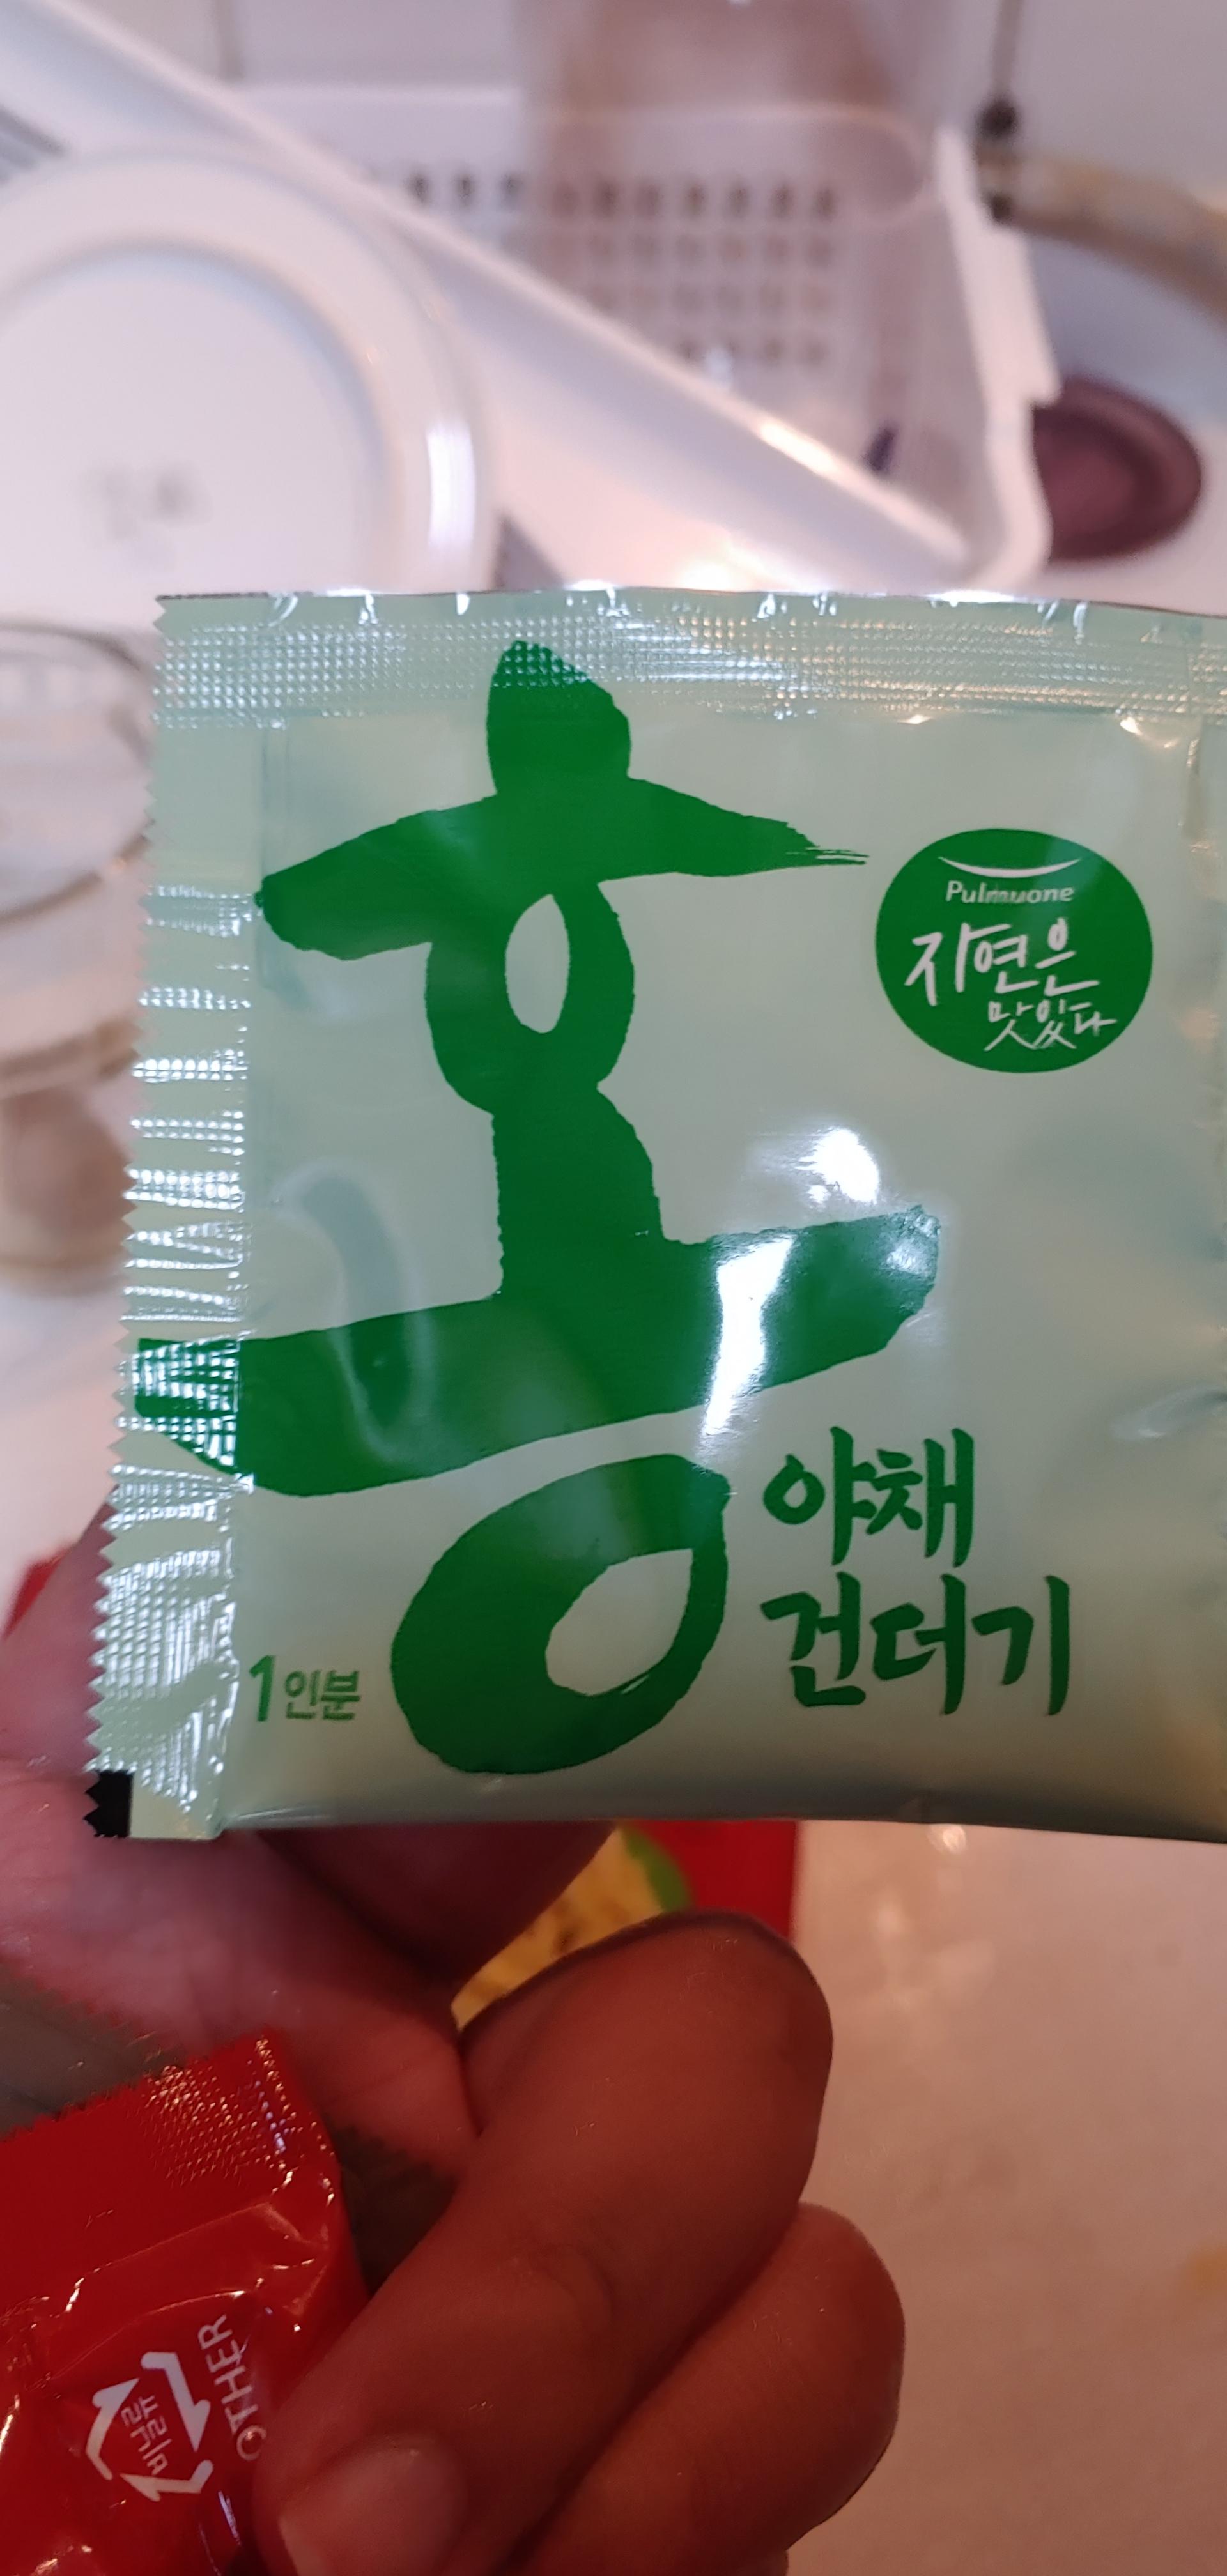 홍
Pulmuone
자연은
맛있다
야채
건더기
1인분
비닐류
OTHER